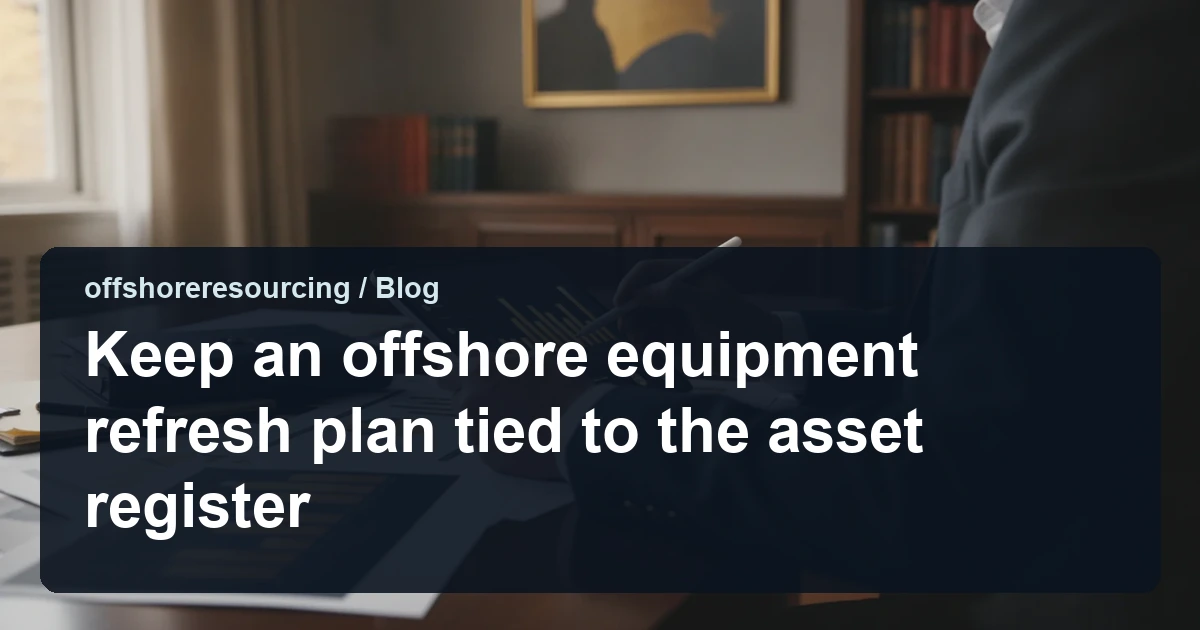 offshoreresourcing / Blog
Keep an offshore equipment
refresh plan tied to the asset
register